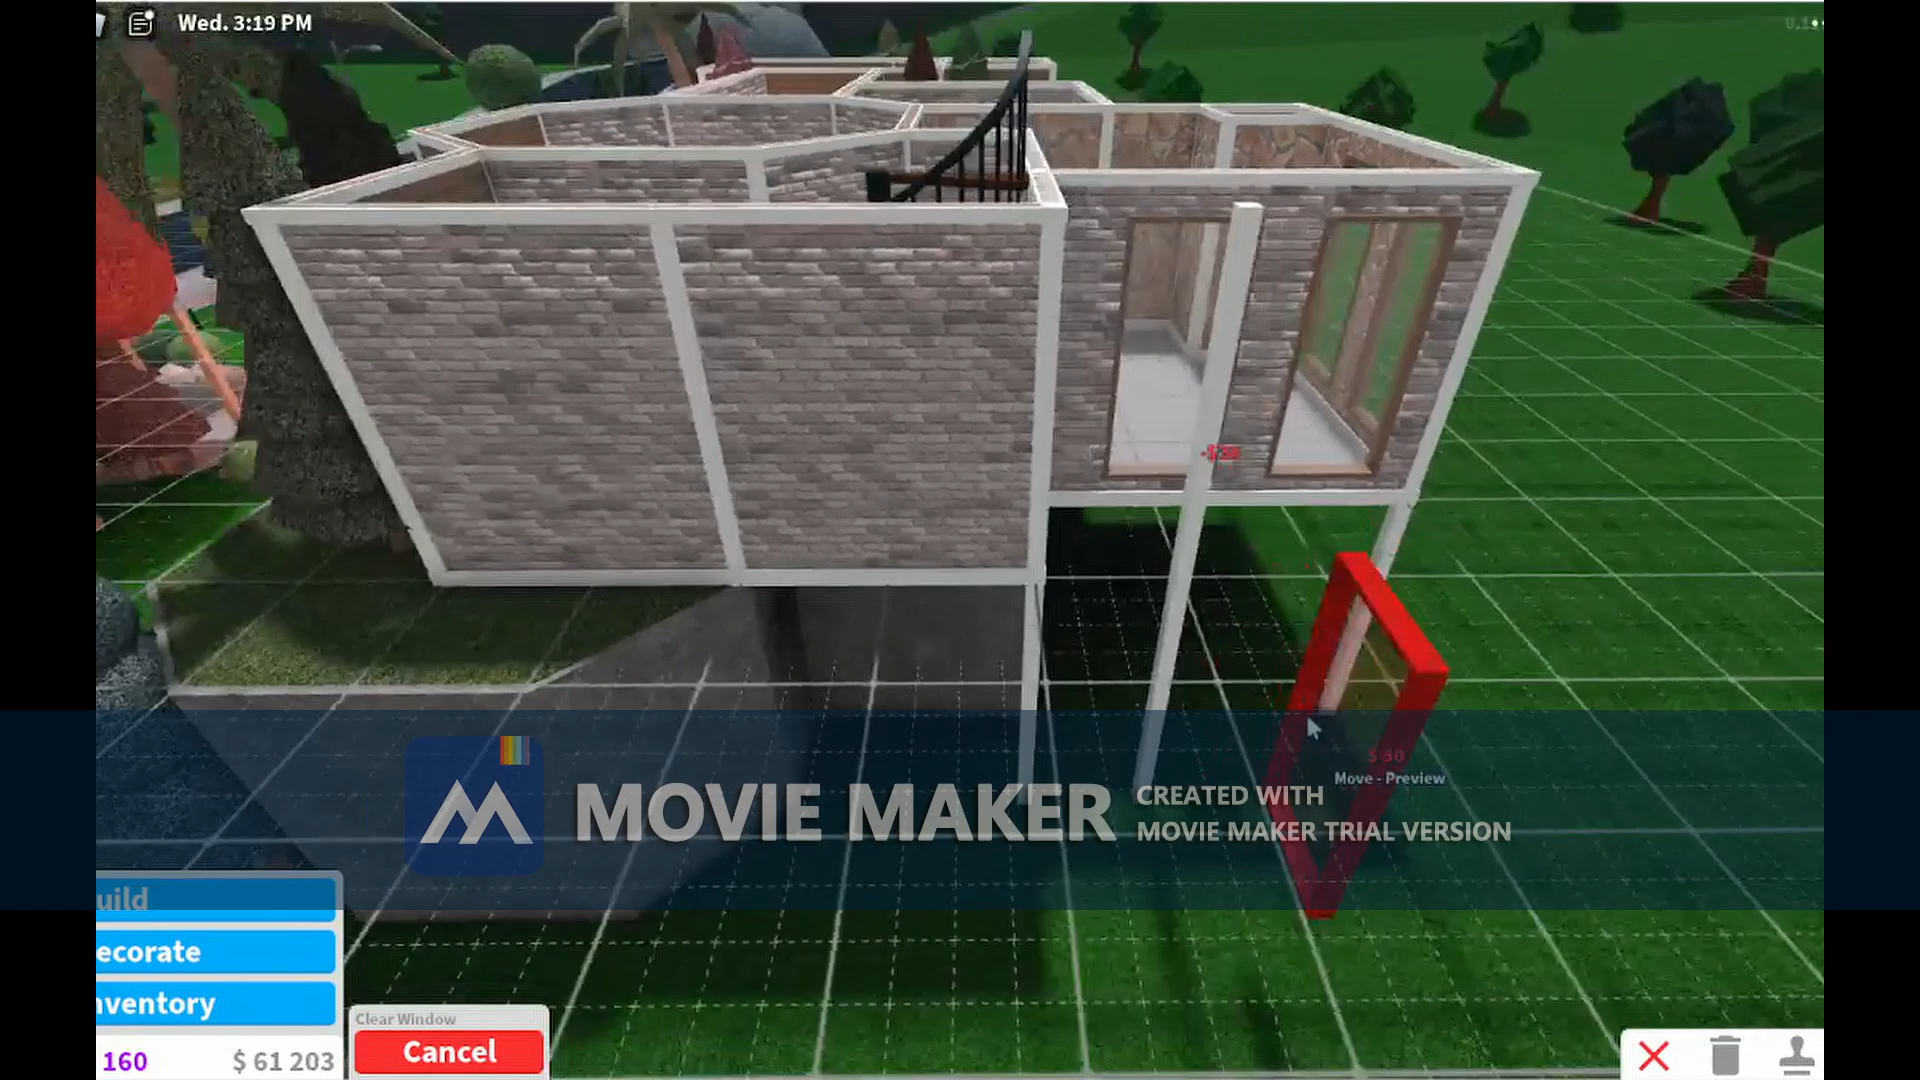 Wed. 3:19 PM
$ 50
Move - Preview
MOVIE MAKER
CREATED WITH
MOVIE MAKER TRIAL VERSION
uild
ecorate
nventory
Clear Window
Cancel
160
$ 61 203